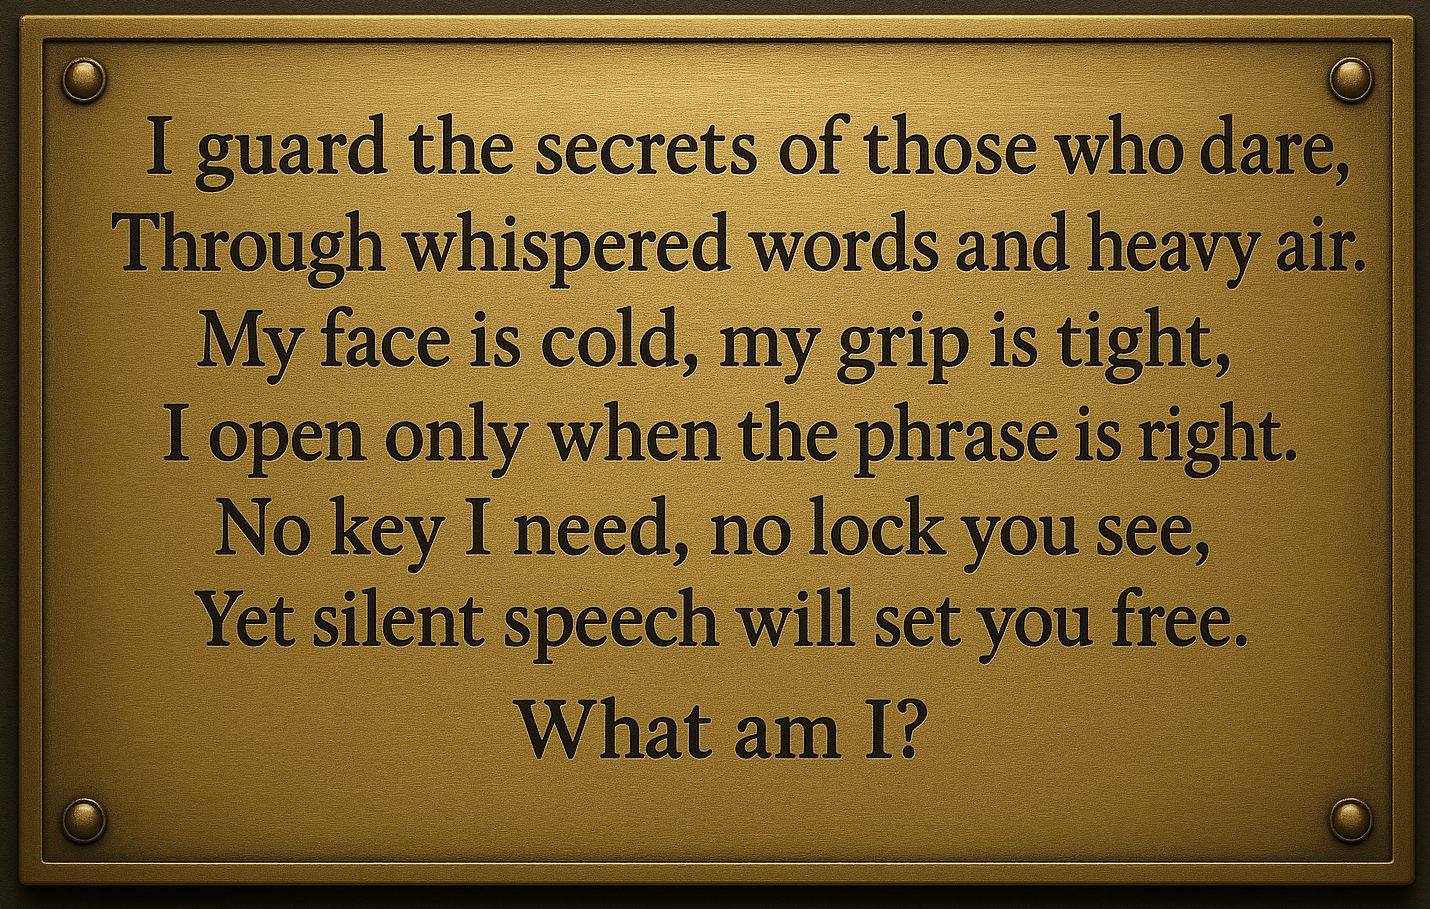 I guard the secrets of those who dare,
Through whispered words and heavy air.
My face is cold, my grip is tight,
I open only when the phrase is right.
No key I need, no lock you see,
Yet silent speech will set you free.
What am I?